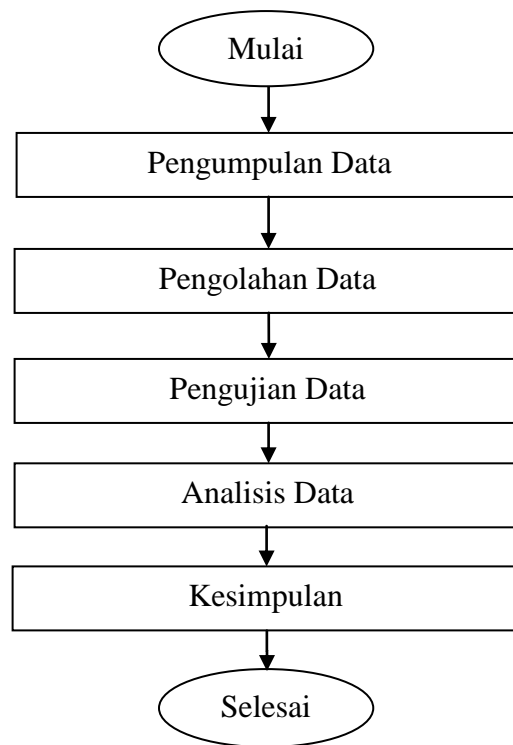 Mulai
Pengumpulan Data
Pengolahan Data
Pengujian Data
Analisis Data
Kesimpulan
Selesai